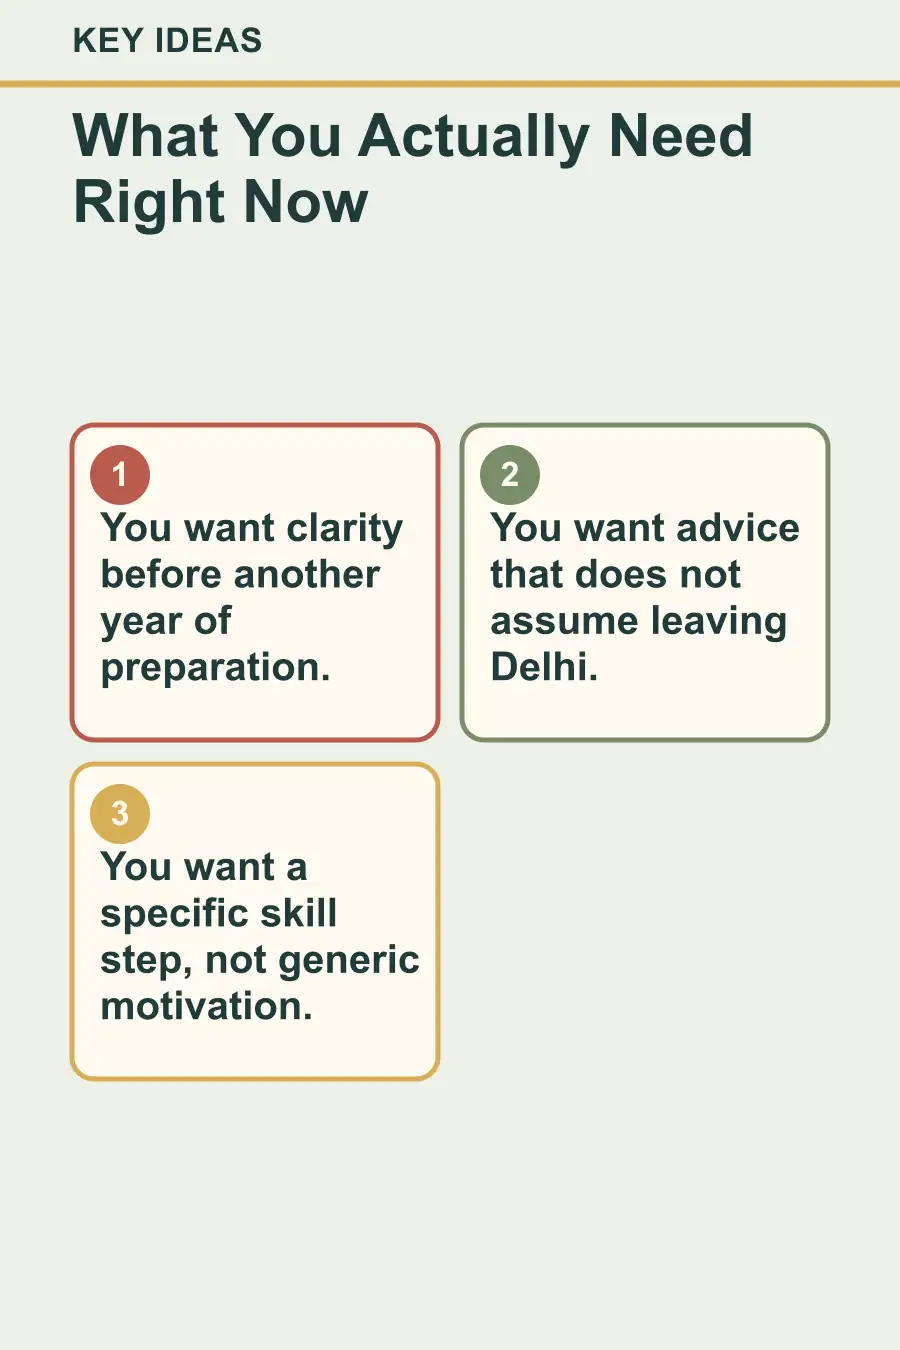 KEY IDEAS
What You Actually Need
Right Now
1
You want clarity
before another
year of
preparation.
2
You want advice
that does not
assume leaving
Delhi.
3
You want a
specific skill
step, not generic
motivation.